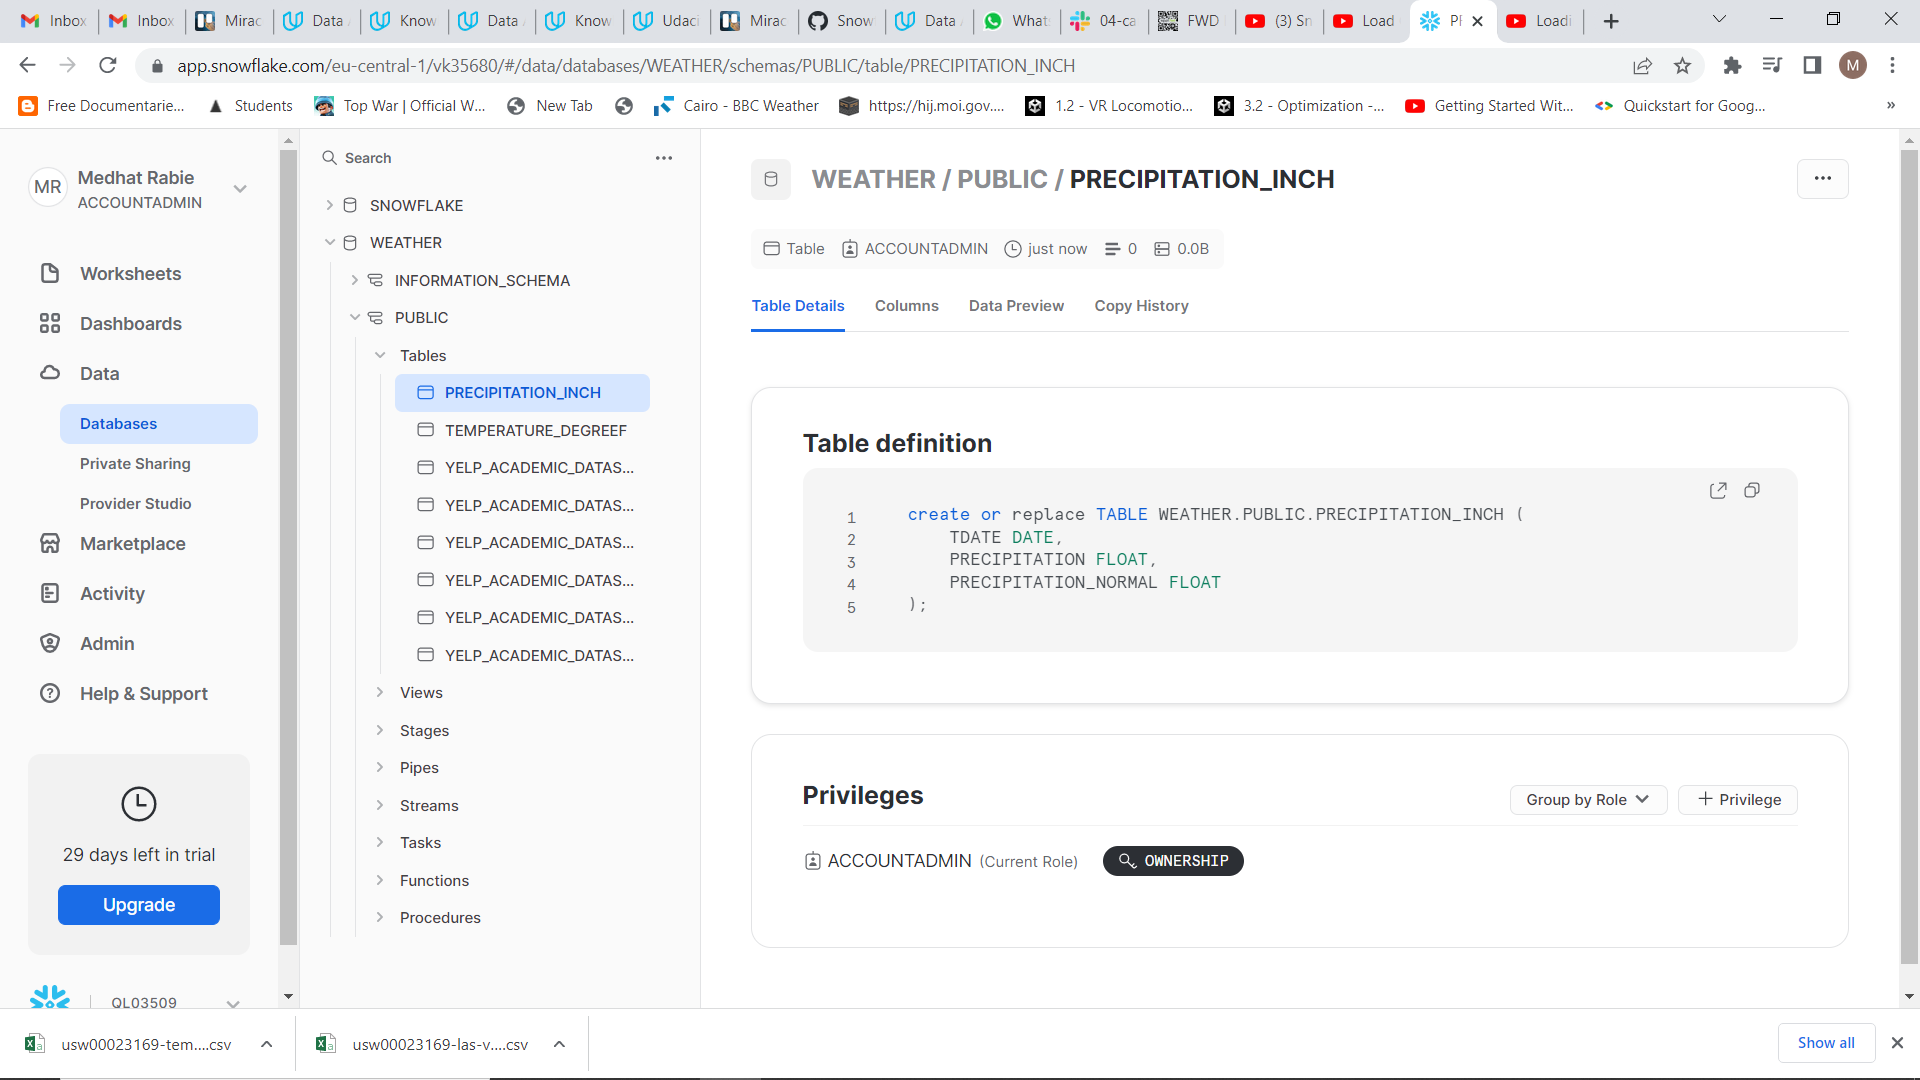 Inbox
Inbox
Mirac
Data
Know
Data
Know
Udaci
Mirac
Snow
Data
What
04-ca
FWD
(3) Sn
Load
Loadi
app.snowflake.com/eu-central-1/vk35680/#/data/databases/WEATHER/schemas/PUBLIC/table/PRECIPITATION_INCH
M
Free Documentarie...
Students
Top War | Official W...
New Tab
Cairo - BBC Weather
https://hij.moi.gov....
1.2 - VR Locomotio...
3.2 - Optimization -...
Getting Started Wit...
Quickstart for Goog...
»
MR
Medhat Rabie
ACCOUNTADMIN
Worksheets
Dashboards
Data
Databases
Private Sharing
Provider Studio
Marketplace
Activity
Admin
Help & Support
29 days left in trial
Upgrade
QL03509
Search
SNOWFLAKE
WEATHER
INFORMATION_SCHEMA
PUBLIC
Tables
PRECIPITATION_INCH
TEMPERATURE_DEGREEF
YELP_ACADEMIC_DATAS...
YELP_ACADEMIC_DATAS...
YELP_ACADEMIC_DATAS...
YELP_ACADEMIC_DATAS...
YELP_ACADEMIC_DATAS...
YELP_ACADEMIC_DATAS...
Views
Stages
Pipes
Streams
Tasks
Functions
Procedures
WEATHER / PUBLIC / PRECIPITATION_INCH
Table ACCOUNTADMIN just now 0 0.0B
Table Details Columns Data Preview Copy History
Table definition
1 create or replace TABLE WEATHER.PUBLIC.PRECIPITATION_INCH (
2 TDATE DATE,
3 PRECIPITATION FLOAT,
4 PRECIPITATION_NORMAL FLOAT
5 );
Privileges
Group by Role
+ Privilege
ACCOUNTADMIN (Current Role) OWNERSHIP
usw00023169-tem....csv
usw00023169-las-v....csv
Show all